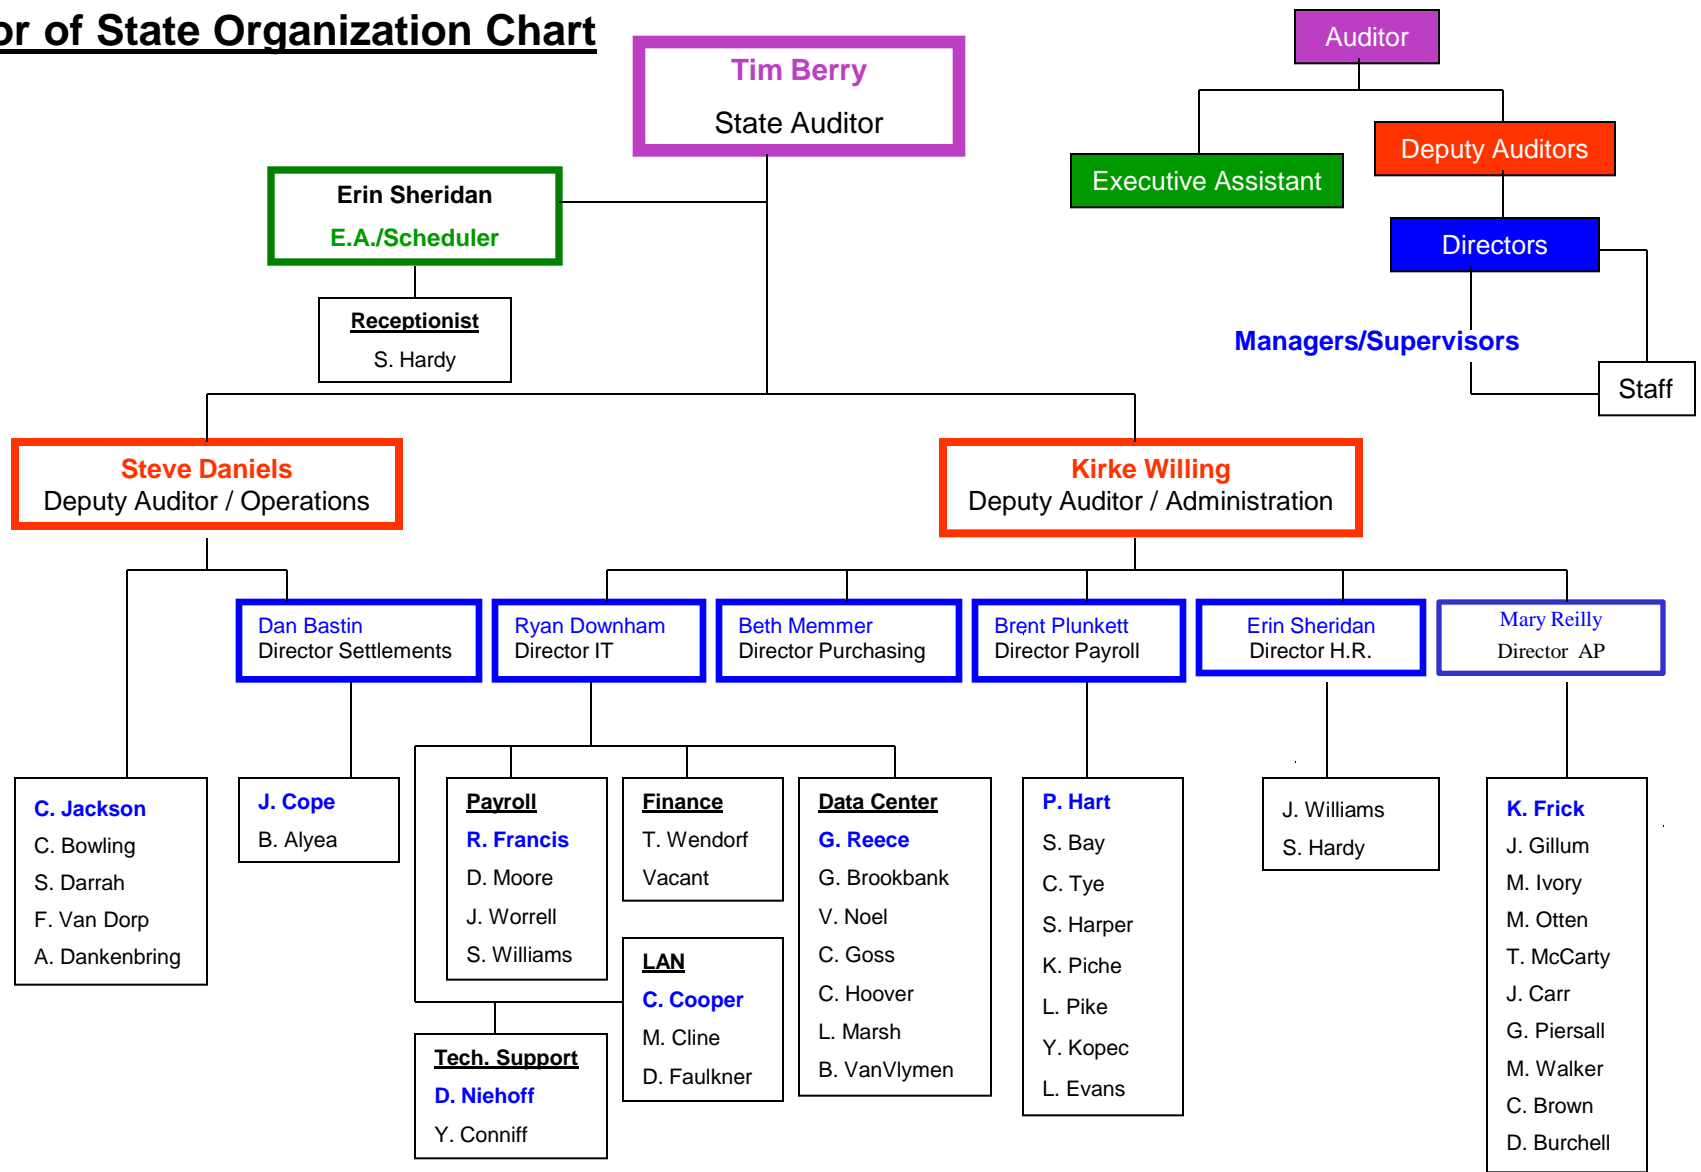 or of State Organization Chart
Tim Berry
State Auditor
Auditor
Executive Assistant
Deputy Auditors
Directors
Managers/Supervisors
Staff
Erin Sheridan
E.A./Scheduler
Receptionist
S. Hardy
Steve Daniels
Deputy Auditor / Operations
Kirke Willing
Deputy Auditor / Administration
Dan Bastin
Director Settlements
Ryan Downham
Director IT
Beth Memmer
Director Purchasing
Brent Plunkett
Director Payroll
Erin Sheridan
Director H.R.
Mary Reilly
Director AP
C. Jackson
C. Bowling
S. Darrah
F. Van Dorp
A. Dankenbring
J. Cope
B. Alyea
Payroll
R. Francis
D. Moore
J. Worrell
S. Williams
Finance
T. Wendorf
Vacant
LAN
C. Cooper
M. Cline
D. Faulkner
Tech. Support
D. Niehoff
Y. Conniff
Data Center
G. Reece
G. Brookbank
V. Noel
C. Goss
C. Hoover
L. Marsh
B. VanVlymen
P. Hart
S. Bay
C. Tye
S. Harper
K. Piche
L. Pike
Y. Kopec
L. Evans
J. Williams
S. Hardy
K. Frick
J. Gillum
M. Ivory
M. Otten
T. McCarty
J. Carr
G. Piersall
M. Walker
C. Brown
D. Burchell